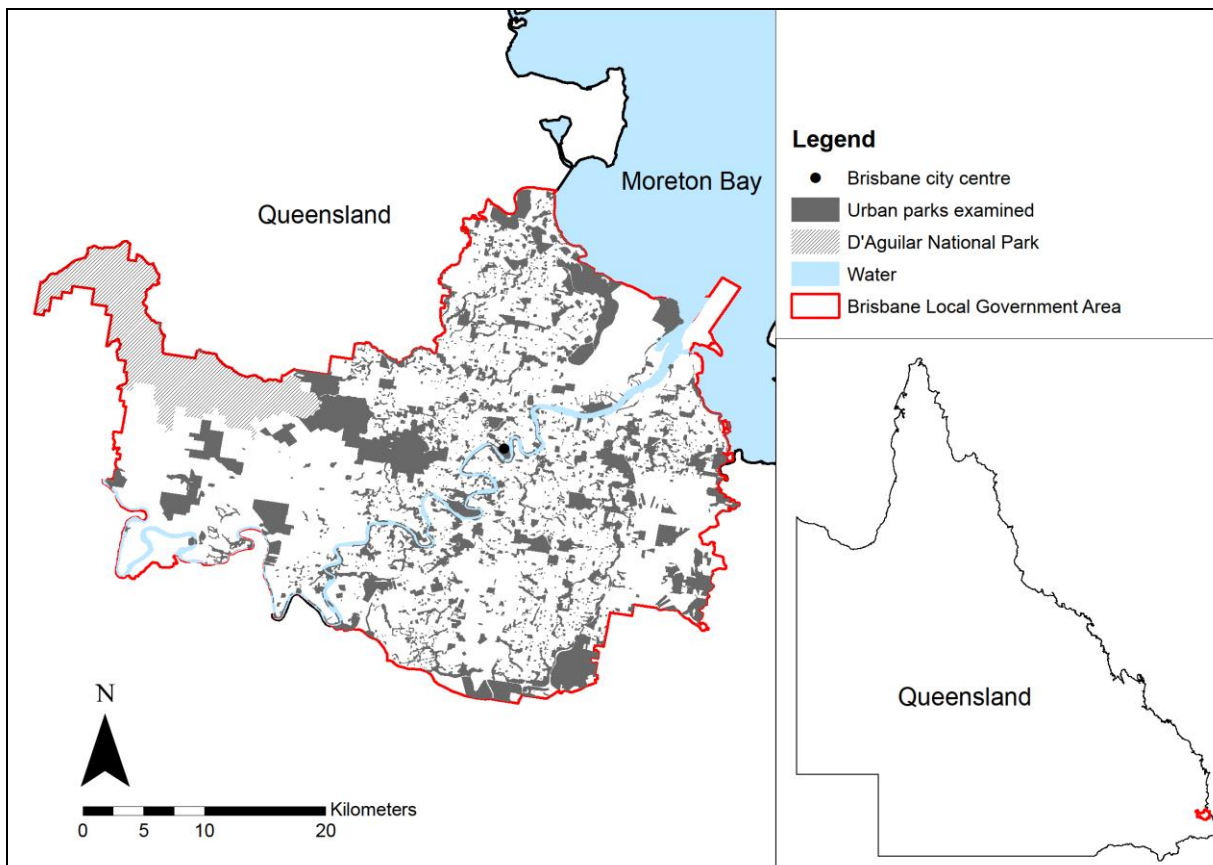 Queensland
Moreton Bay
Legend
Brisbane city centre
Urban parks examined
D'Aguilar National Park
Water
Brisbane Local Government Area
Queensland
N
Kilometers
0 5 10 20